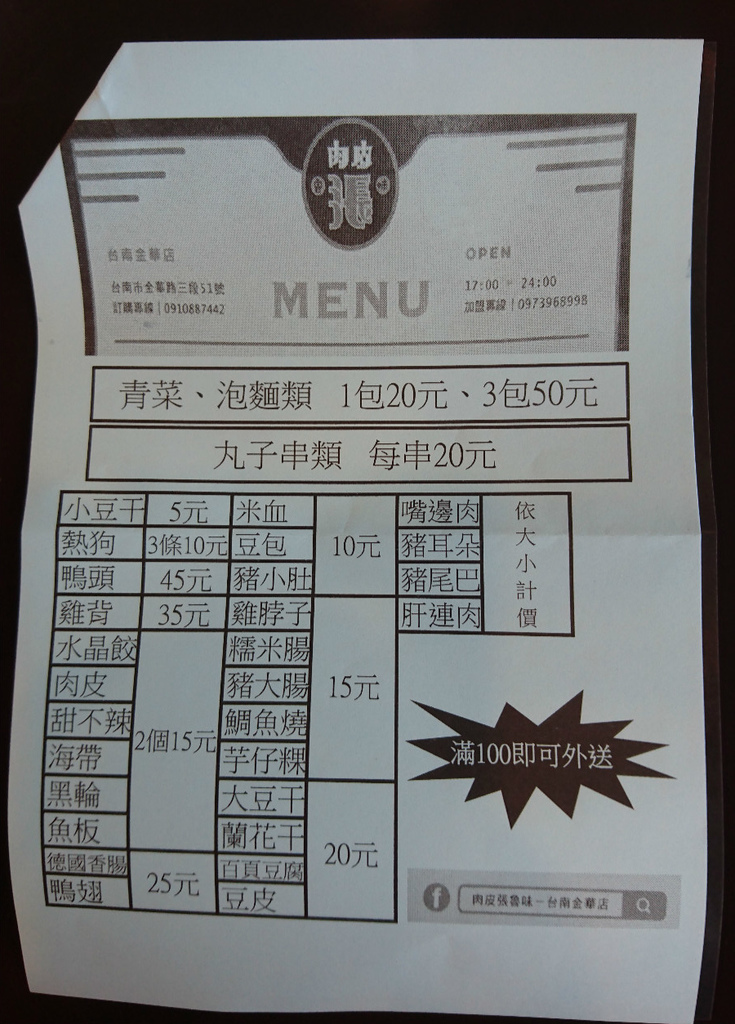 肉皮
張
魯 味
台南金華店
台南市金華路三段51號
訂購專線|0910887442
MENU
OPEN
17:00 - 24:00
加盟專線|0973968998
青菜、泡麵類 1包20元、3包50元
丸子串類 每串20元
小豆干 5元 米血 10元 嘴邊肉 依大小計價
熱狗 3條10元 豆包 豬耳朵
鴨頭 45元 豬小肚 豬尾巴
雞背 35元 雞脖子 15元 肝連肉
水晶餃 2個15元 糯米腸
肉皮 豬大腸
甜不辣 鯛魚燒
海帶 芋仔粿
黑輪 大豆干 20元
魚板 蘭花干
德國香腸 25元 百頁豆腐
鴨翅 豆皮
滿100即可外送
肉皮張魯味－台南金華店